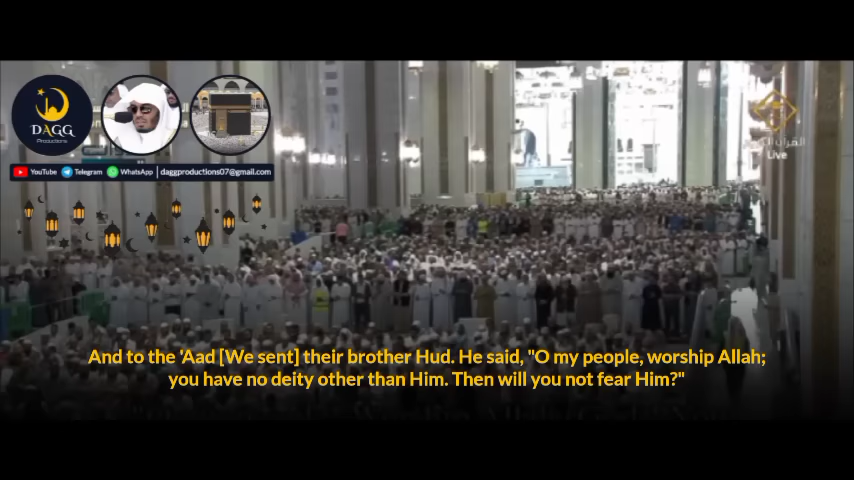 DAGG
Productions
YouTube Telegram WhatsApp daggproductions07@gmail.com
Live
And to the 'Aad [We sent] their brother Hud. He said, "O my people, worship Allah;
you have no deity other than Him. Then will you not fear Him?"